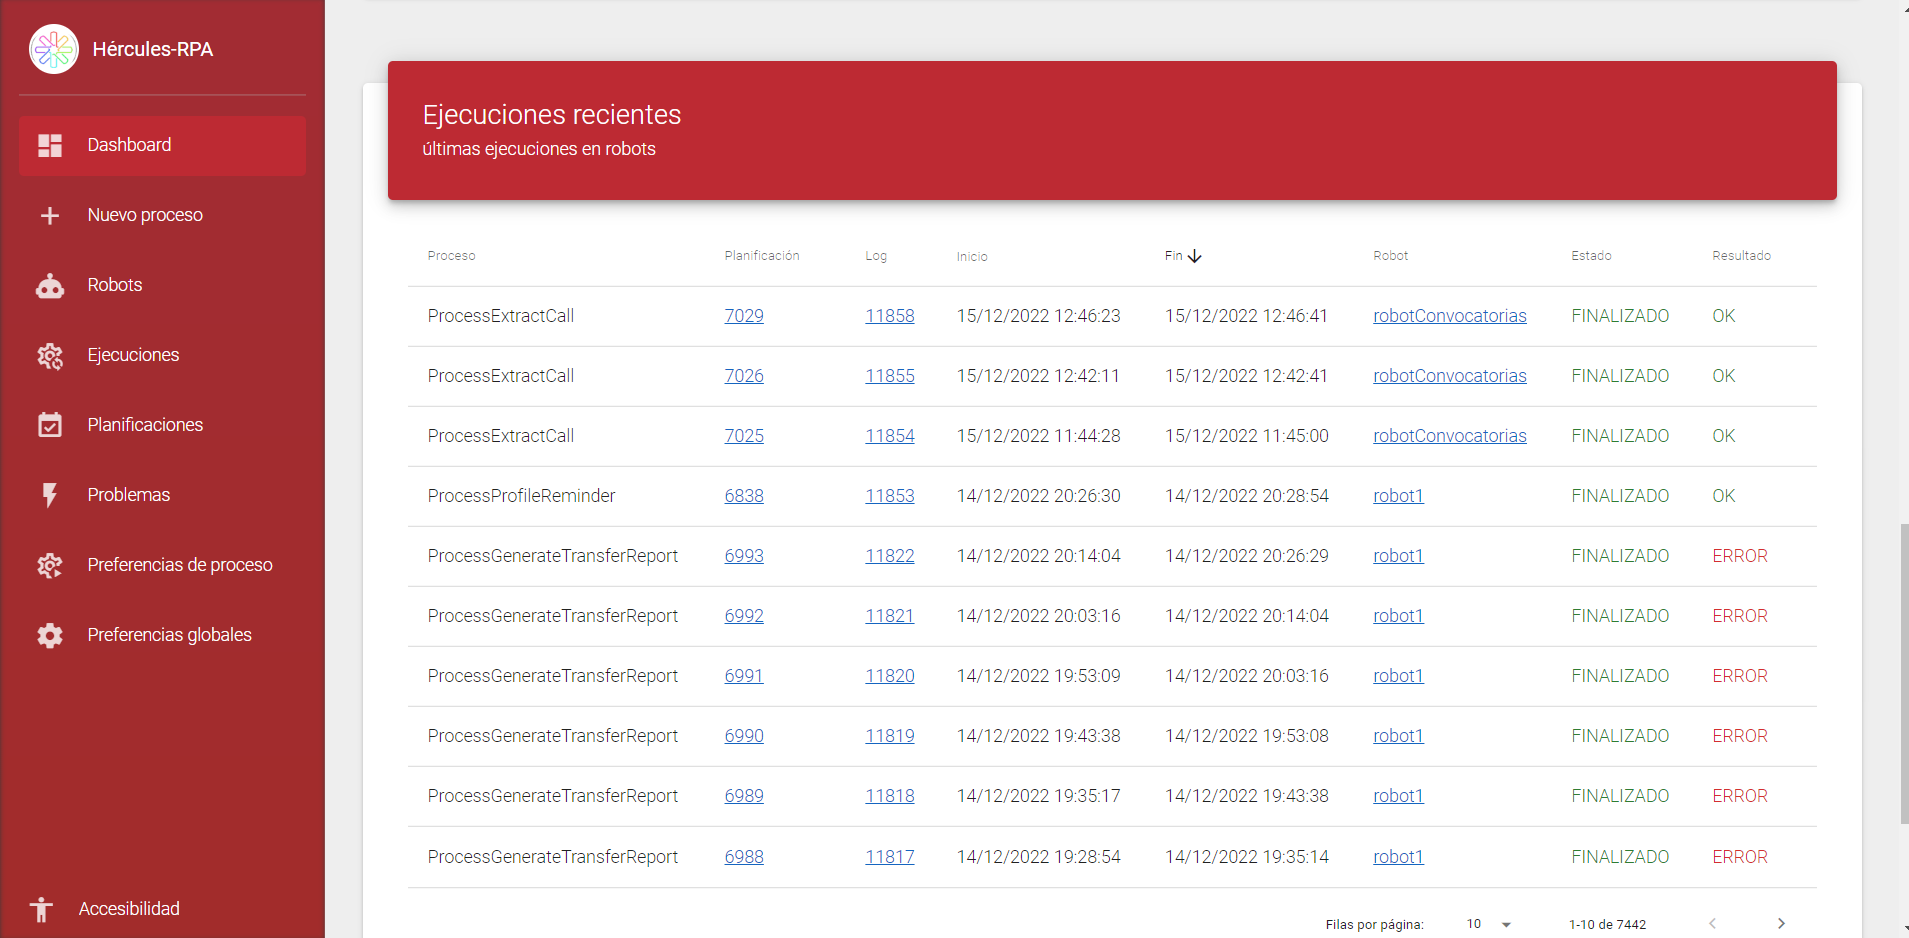 Hércules-RPA
Dashboard
Nuevo proceso
Robots
Ejecuciones
Planificaciones
Problemas
Preferencias de proceso
Preferencias globales
Accesibilidad
Ejecuciones recientes
últimas ejecuciones en robots
Proceso Planificación Log Inicio Fin Robot Estado Resultado
ProcessExtractCall 7029 11858 15/12/2022 12:46:23 15/12/2022 12:46:41 robotConvocatorias FINALIZADO OK
ProcessExtractCall 7026 11855 15/12/2022 12:42:11 15/12/2022 12:42:41 robotConvocatorias FINALIZADO OK
ProcessExtractCall 7025 11854 15/12/2022 11:44:28 15/12/2022 11:45:00 robotConvocatorias FINALIZADO OK
ProcessProfileReminder 6838 11853 14/12/2022 20:26:30 14/12/2022 20:28:54 robot1 FINALIZADO OK
ProcessGenerateTransferReport 6993 11822 14/12/2022 20:14:04 14/12/2022 20:26:29 robot1 FINALIZADO ERROR
ProcessGenerateTransferReport 6992 11821 14/12/2022 20:03:16 14/12/2022 20:14:04 robot1 FINALIZADO ERROR
ProcessGenerateTransferReport 6991 11820 14/12/2022 19:53:09 14/12/2022 20:03:16 robot1 FINALIZADO ERROR
ProcessGenerateTransferReport 6990 11819 14/12/2022 19:43:38 14/12/2022 19:53:08 robot1 FINALIZADO ERROR
ProcessGenerateTransferReport 6989 11818 14/12/2022 19:35:17 14/12/2022 19:43:38 robot1 FINALIZADO ERROR
ProcessGenerateTransferReport 6988 11817 14/12/2022 19:28:54 14/12/2022 19:35:14 robot1 FINALIZADO ERROR
Filas por página: 10 1-10 de 7442